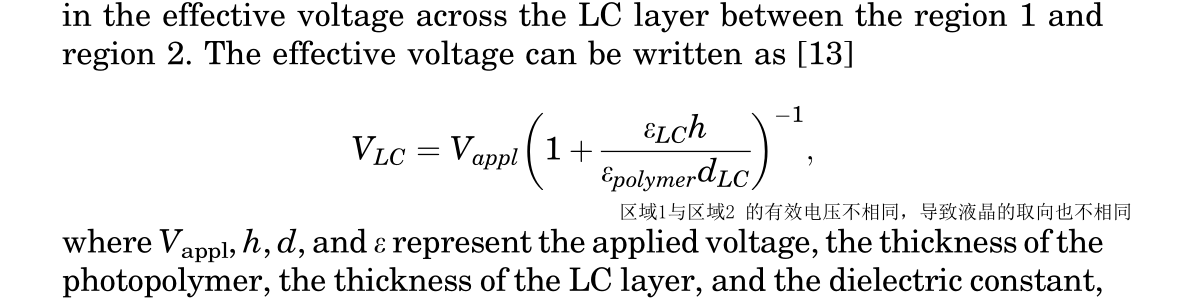 in the effective voltage across the LC layer between the region 1 and
region 2. The effective voltage can be written as [13]
V_{LC} = V_{appl} \left( 1 + \frac{ε_{LC} h}{ε_{polymer} d_{LC}} \right)^{-1},
区域1与区域2 的有效电压不相同，导致液晶的取向也不相同
where V_{appl}, h, d, and ε represent the applied voltage, the thickness of the
photopolymer, the thickness of the LC layer, and the dielectric constant,